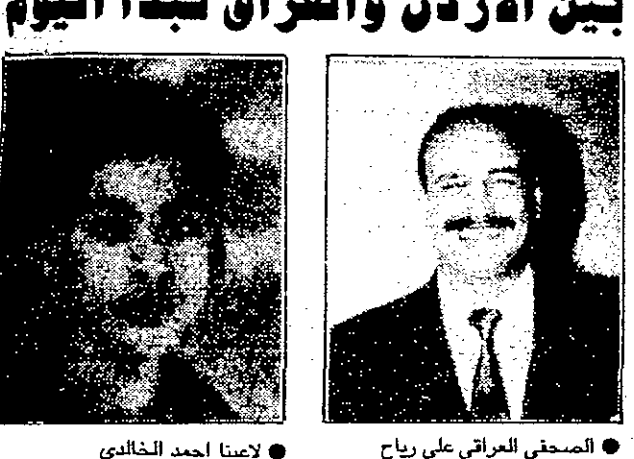 بين الأردن والعراق تبدأ اليوم
● الصحفي العراقي علي رياح
● لاعبنا احمد الخالدي